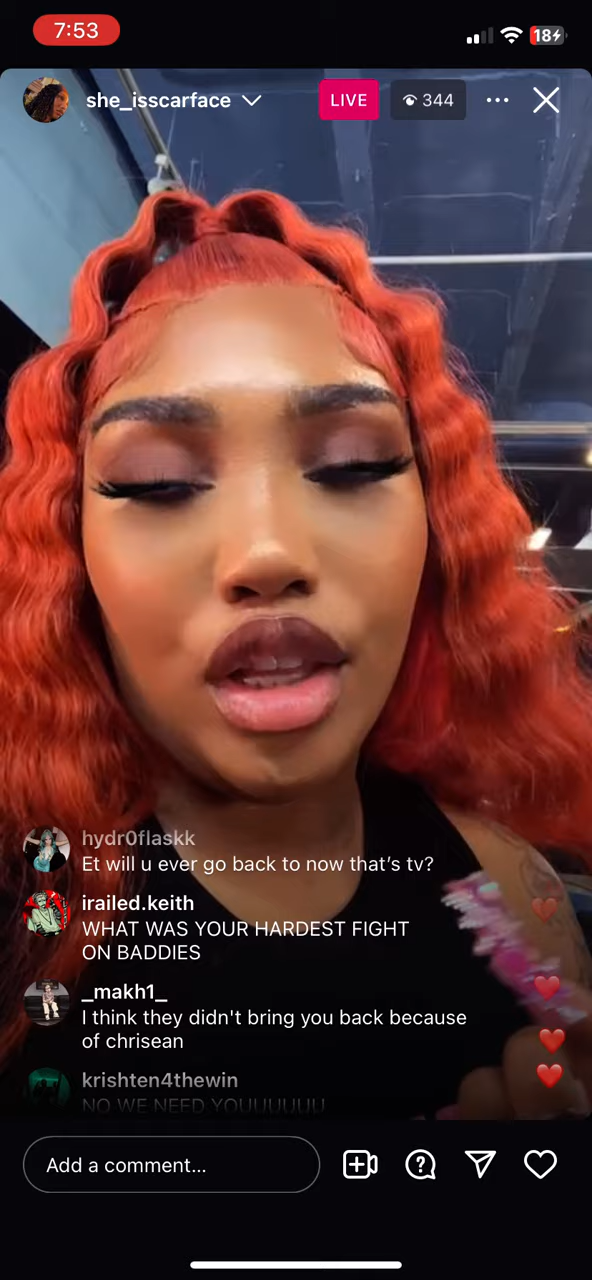 7:53
18
she_isscarface
LIVE
344
hydr0flaskk
Et will u ever go back to now that’s tv?
irailed.keith
WHAT WAS YOUR HARDEST FIGHT
ON BADDIES
_makh1_
I think they didn't bring you back because
of chrisean
krishten4thewin
NO WE NEED YOUUUUUU
Add a comment...